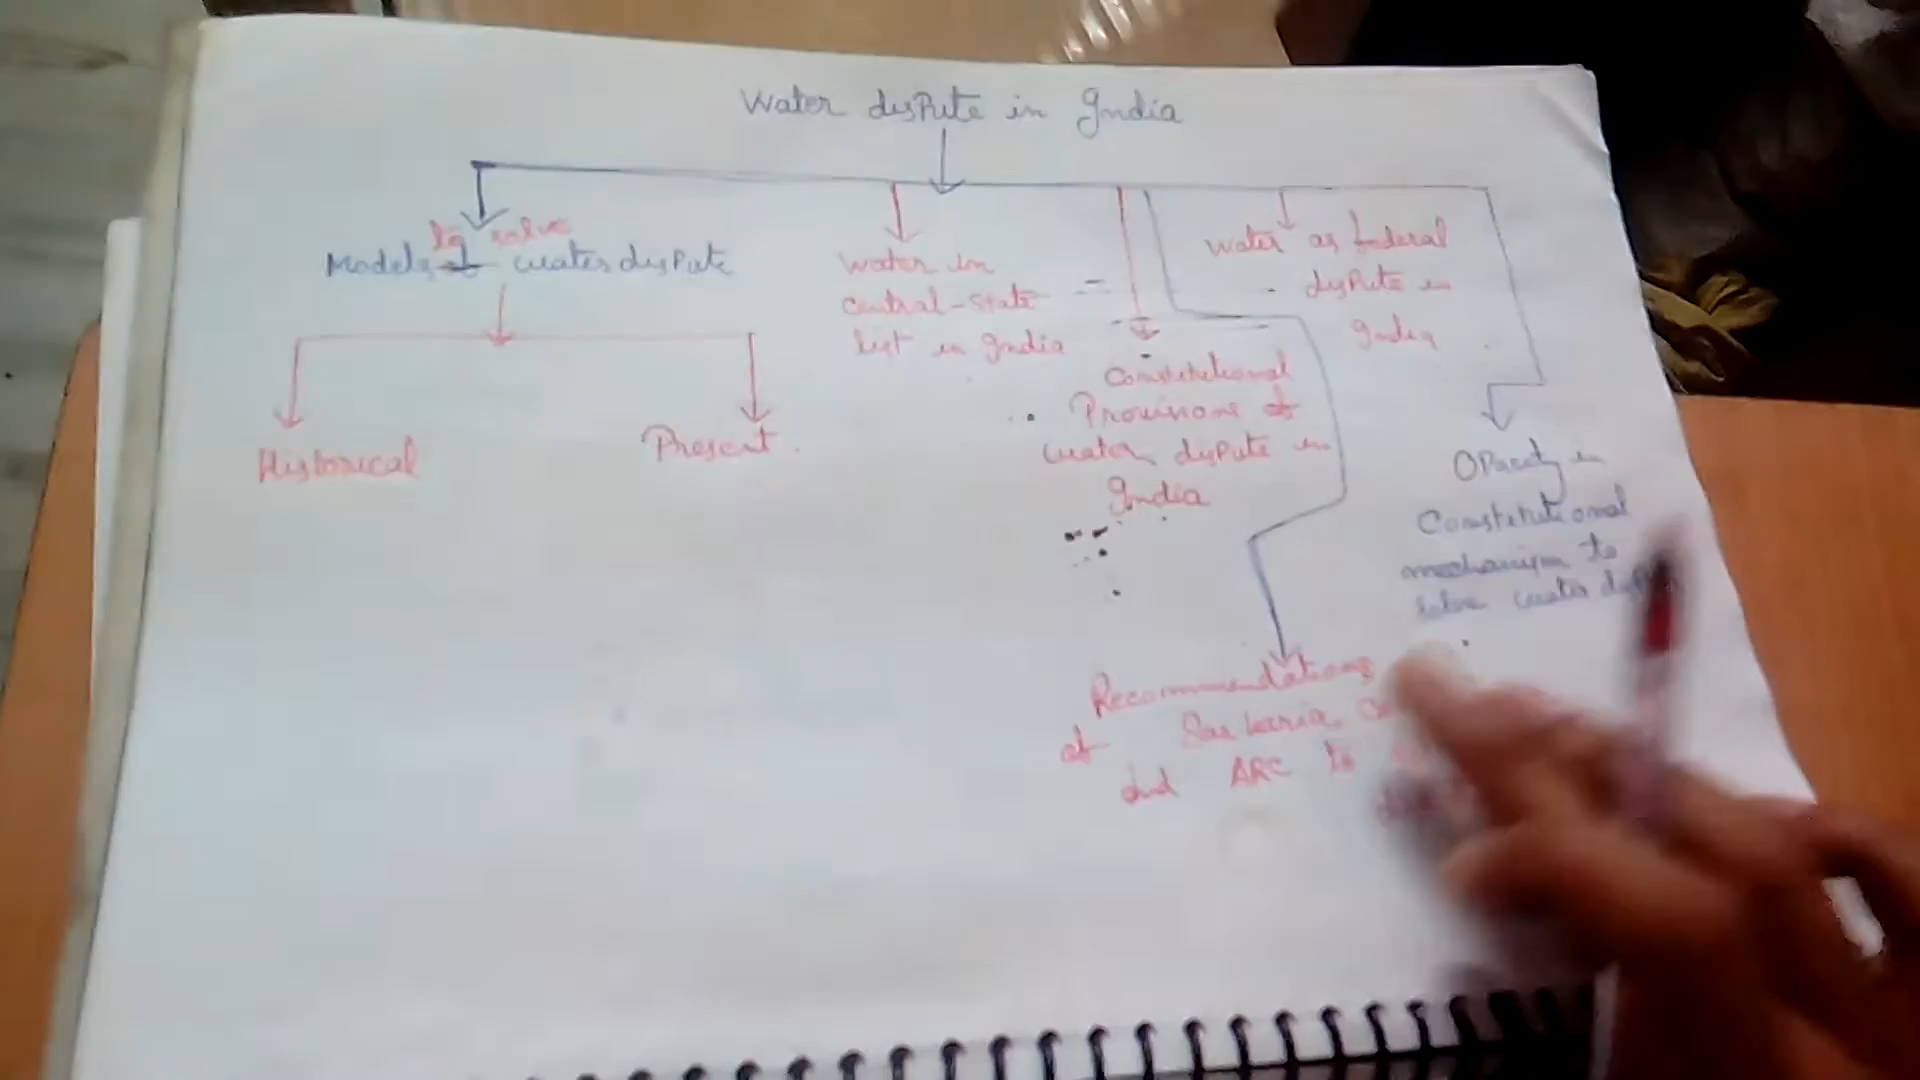 Water dispute in India
to solve
Models of water dispute
Historical
Present
Water in
central-state
list in India
Constitutional
Provisions of
water dispute in
India
Water as federal
dispute in
India
Opacity in
Constitutional
mechanism to
solve water
Recommendations
of Sarkaria
and ARC to